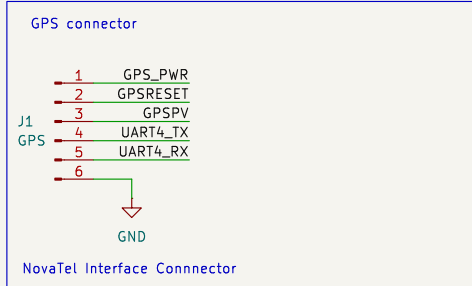 GPS connector
1 GPS_PWR
2 GPSRESET
3 GPSPV
J1
4 UART4_TX
GPS
5 UART4_RX
6
GND
NovaTel Interface Connnector